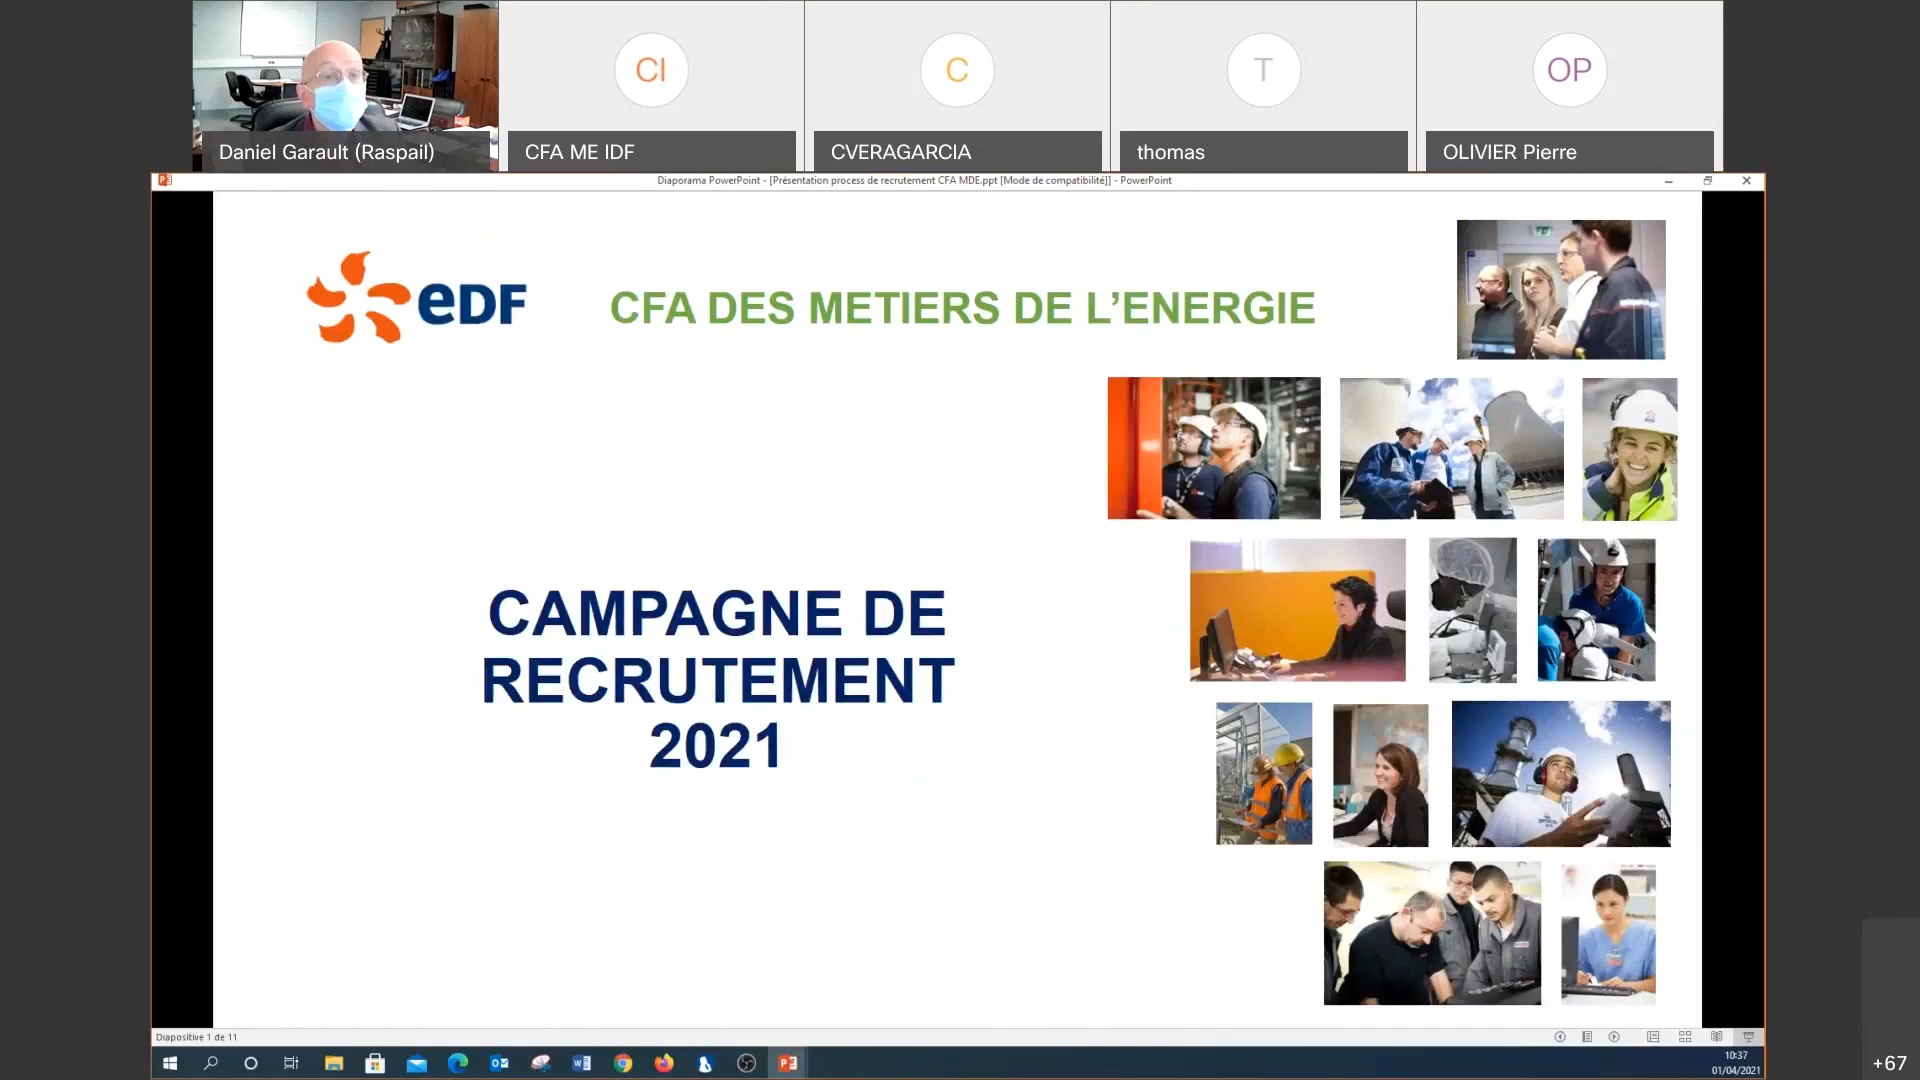 CI
C
T
OP
Daniel Garault (Raspail)
CFA ME IDF
CVERAGARCIA
thomas
OLIVIER Pierre
Diaporama PowerPoint - [Présentation process de recrutement CFA MDE.ppt [Mode de compatibilité]] - PowerPoint
eDF
CFA DES METIERS DE L’ENERGIE
CAMPAGNE DE
RECRUTEMENT
2021
Diapositive 1 de 11
10:37
01/04/2021
+67